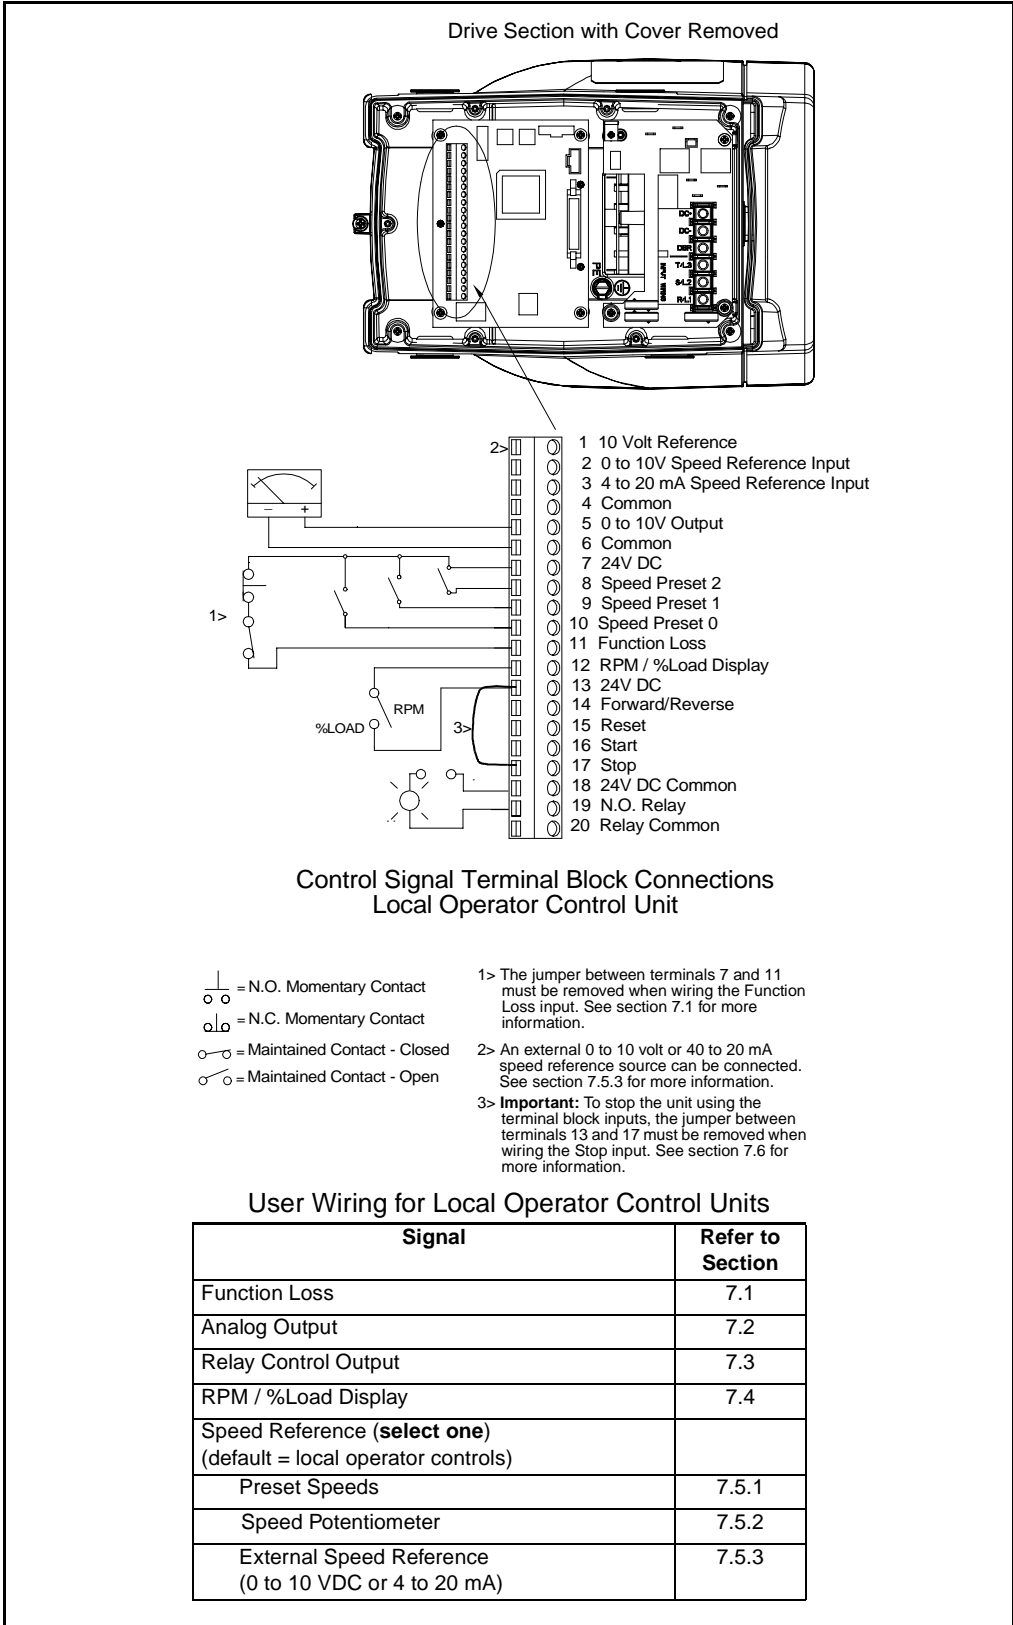 Drive Section with Cover Removed
DC+
DC-
DBR
T/L3
S/L2
R/L1
PE
INPUT WIRING
2>
1 10 Volt Reference
2 0 to 10V Speed Reference Input
3 4 to 20 mA Speed Reference Input
4 Common
5 0 to 10V Output
6 Common
7 24V DC
8 Speed Preset 2
9 Speed Preset 1
10 Speed Preset 0
11 Function Loss
12 RPM / %Load Display
13 24V DC
14 Forward/Reverse
15 Reset
16 Start
17 Stop
18 24V DC Common
19 N.O. Relay
20 Relay Common
– +
1>
RPM
%LOAD
3>
Control Signal Terminal Block Connections
Local Operator Control Unit
= N.O. Momentary Contact
= N.C. Momentary Contact
= Maintained Contact - Closed
= Maintained Contact - Open
1> The jumper between terminals 7 and 11
must be removed when wiring the Function
Loss input. See section 7.1 for more
information.
2> An external 0 to 10 volt or 40 to 20 mA
speed reference source can be connected.
See section 7.5.3 for more information.
3> Important: To stop the unit using the
terminal block inputs, the jumper between
terminals 13 and 17 must be removed when
wiring the Stop input. See section 7.6 for
more information.
User Wiring for Local Operator Control Units
Signal Refer to
Section
Function Loss 7.1
Analog Output 7.2
Relay Control Output 7.3
RPM / %Load Display 7.4
Speed Reference (select one)
(default = local operator controls)
Preset Speeds 7.5.1
Speed Potentiometer 7.5.2
External Speed Reference 7.5.3
(0 to 10 VDC or 4 to 20 mA)